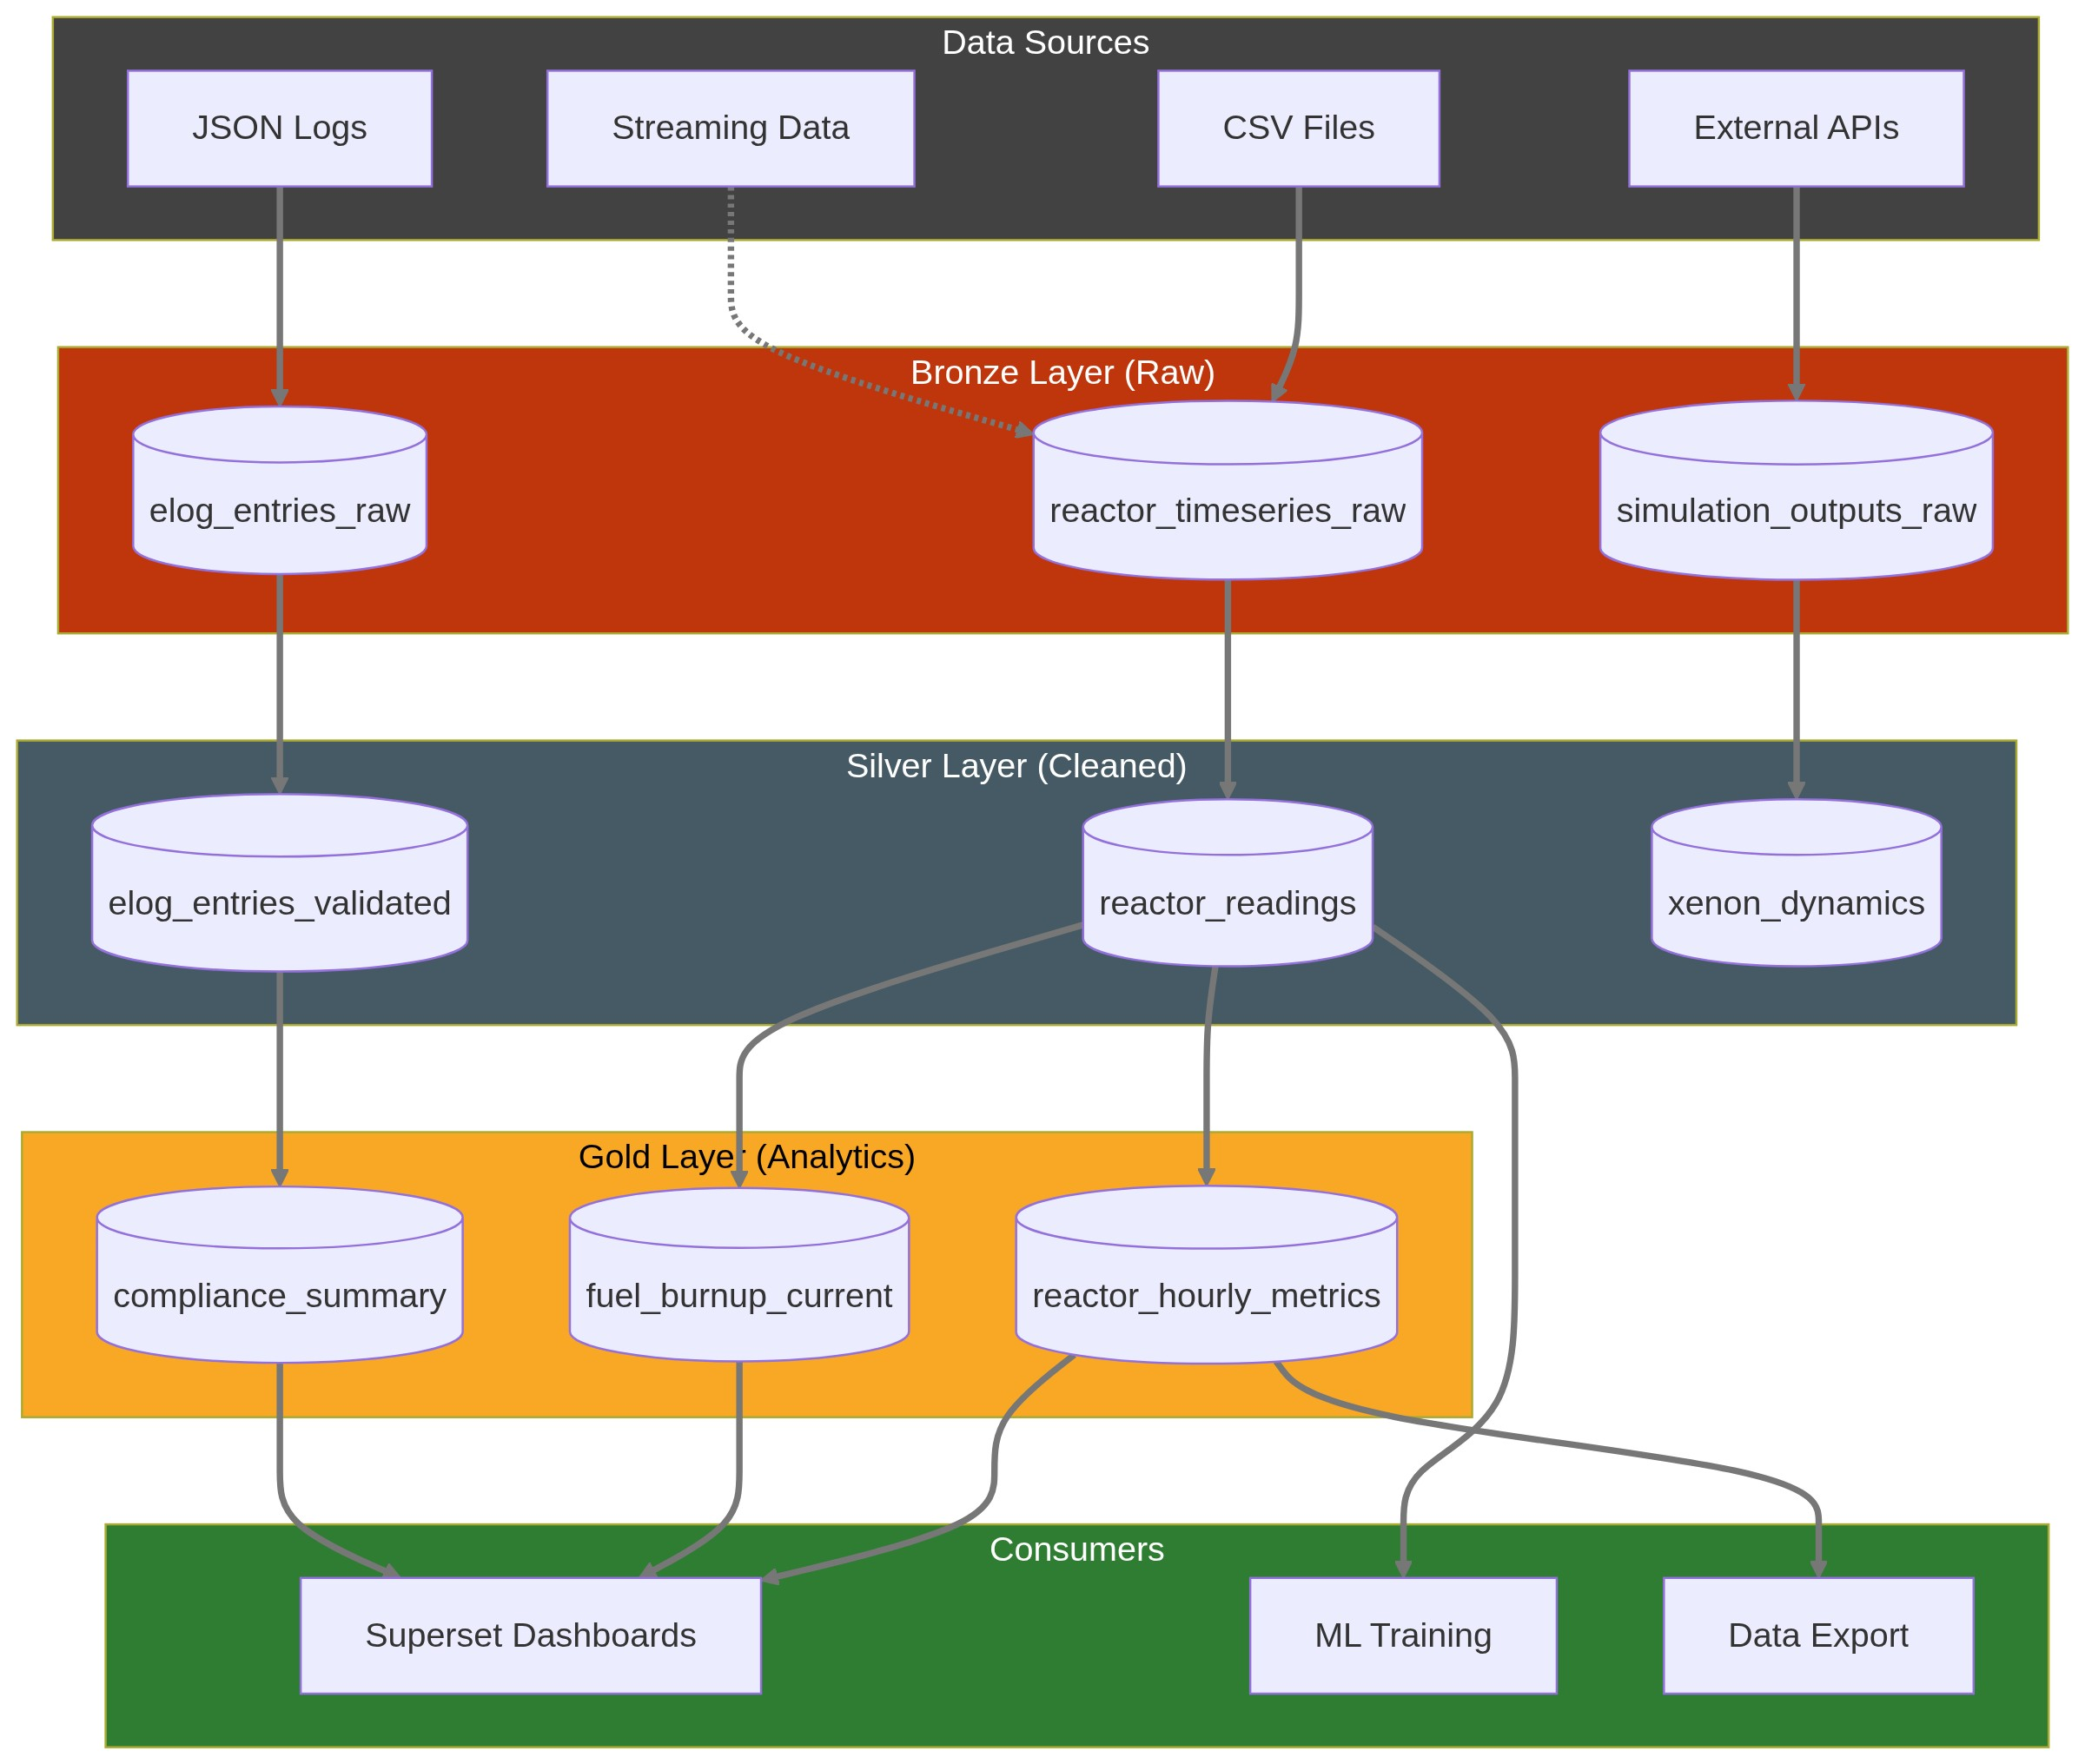 Data Sources
JSON Logs
Streaming Data
CSV Files
External APIs
Bronze Layer (Raw)
elog_entries_raw
reactor_timeseries_raw
simulation_outputs_raw
Silver Layer (Cleaned)
elog_entries_validated
reactor_readings
xenon_dynamics
Gold Layer (Analytics)
compliance_summary
fuel_burnup_current
reactor_hourly_metrics
Consumers
Superset Dashboards
ML Training
Data Export